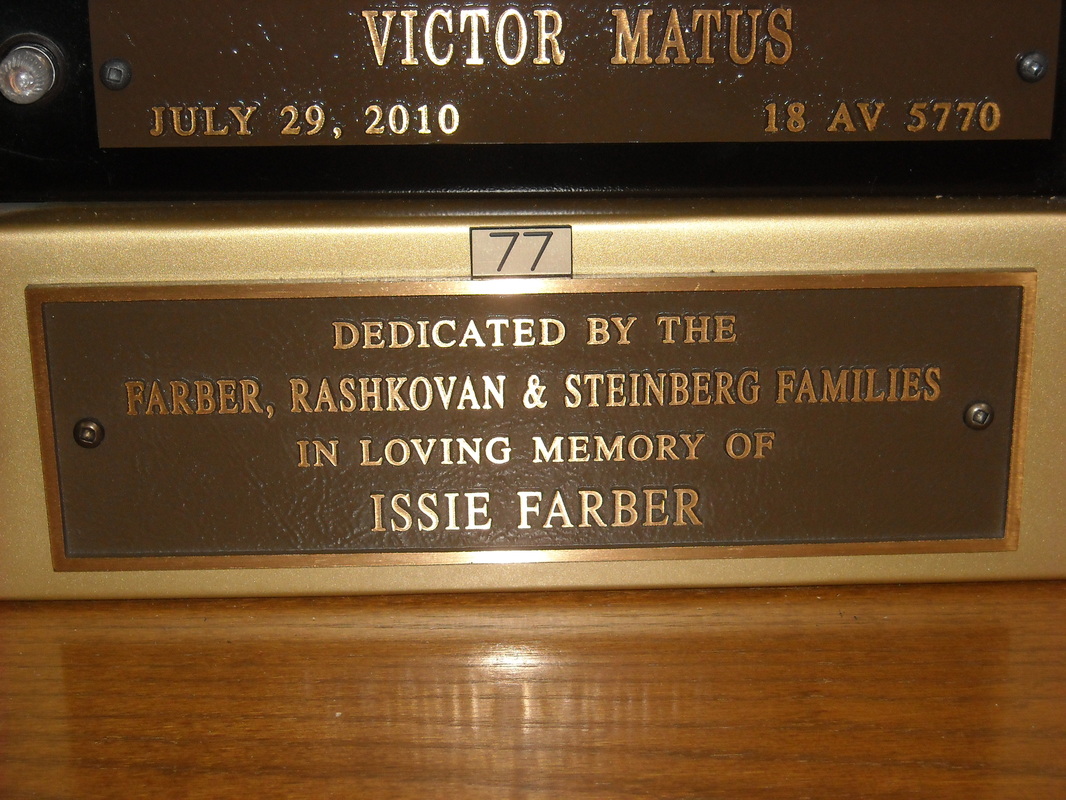 VICTOR MATUS
JULY 29, 2010 18 AV 5770
77
DEDICATED BY THE
FARBER, RASHKOVAN & STEINBERG FAMILIES
IN LOVING MEMORY OF
ISSIE FARBER